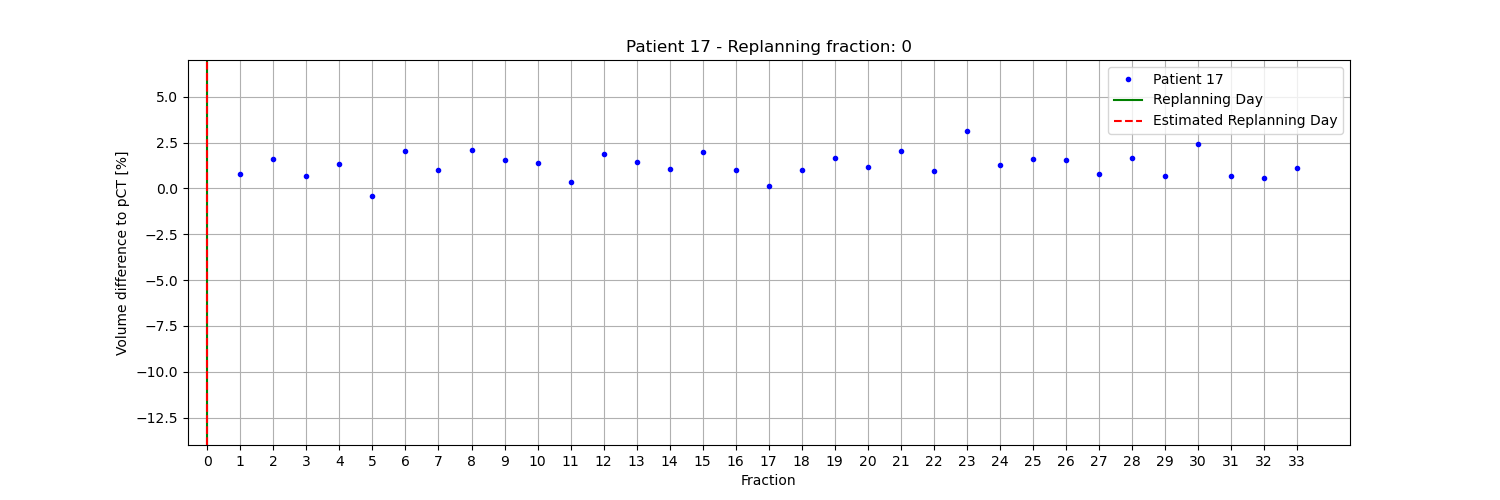 Patient 17 - Replanning fraction: 0
Patient 17
Replanning Day
Estimated Replanning Day
Volume difference to pCT [%]
5.0
2.5
0.0
−2.5
−5.0
−7.5
−10.0
−12.5
0 1 2 3 4 5 6 7 8 9 10 11 12 13 14 15 16 17 18 19 20 21 22 23 24 25 26 27 28 29 30 31 32 33
Fraction